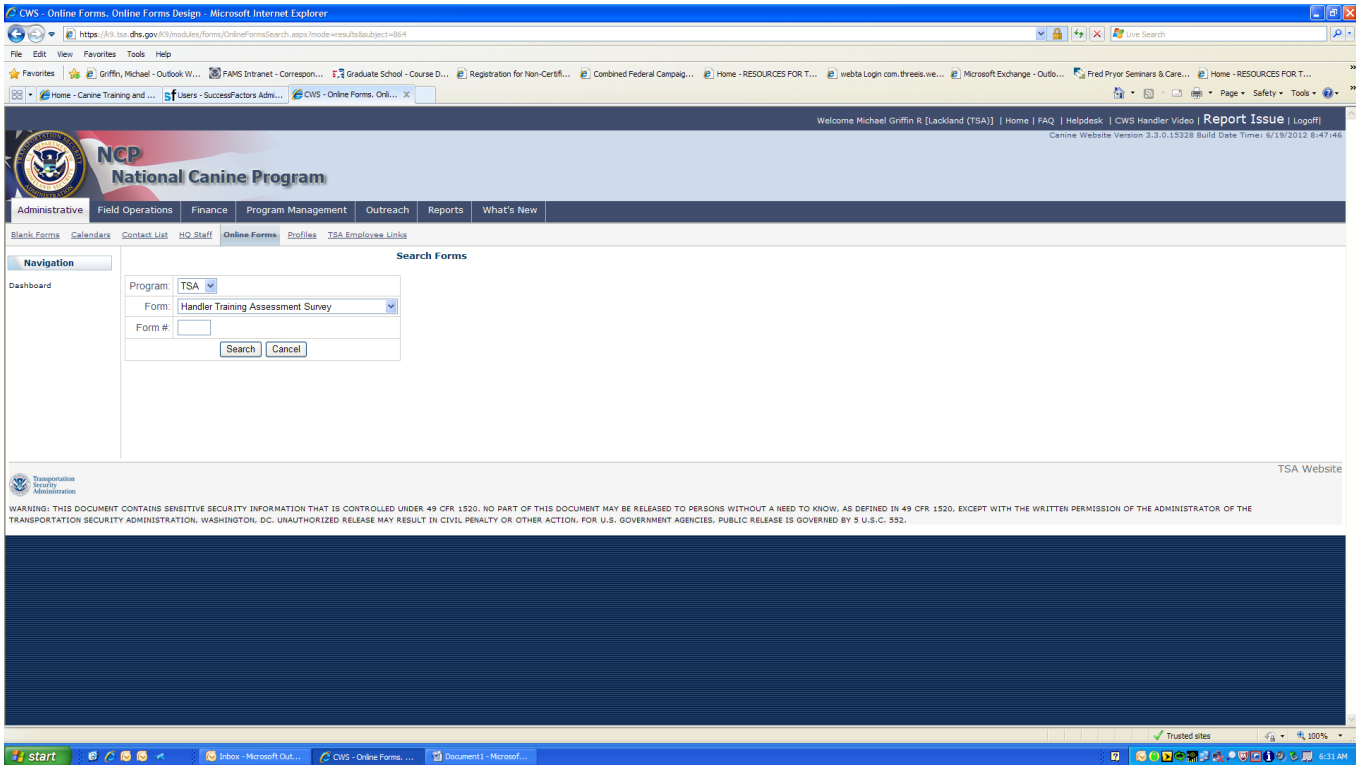 CWS - Online Forms. Online Forms Design - Microsoft Internet Explorer
https://k9.tsa.dhs.gov/K9/modules/forms/OnlineFormsSearch.aspx?mode=results&subject=864
Live Search
File Edit View Favorites Tools Help
Favorites Griffin, Michael - Outlook W... FAMS Intranet - Correspon... Graduate School - Course D... Registration for Non-Certifi... Combined Federal Campaig... Home - RESOURCES FOR T... webta Login com.threeis.we... Microsoft Exchange - Outlo... Fred Pryor Seminars & Care... Home - RESOURCES FOR T...
Home - Canine Training and ... Users - SuccessFactors Admi... CWS - Online Forms. Onli... X Page Safety Tools
Welcome Michael Griffin R [Lackland (TSA)] | Home | FAQ | Helpdesk | CWS Handler Video | Report Issue | Logoff|
Canine Website Version 3.3.0.15328 Build Date Time: 6/19/2012 8:47:46
NCP
National Canine Program
Administrative Field Operations Finance Program Management Outreach Reports What's New
Blank Forms Calendars Contact List HQ Staff Online Forms Profiles TSA Employee Links
Search Forms
Navigation
Dashboard
Program: TSA
Form: Handler Training Assessment Survey
Form #:
Search Cancel
TSA Website
Transportation
Security
Administration
WARNING: THIS DOCUMENT CONTAINS SENSITIVE SECURITY INFORMATION THAT IS CONTROLLED UNDER 49 CFR 1520. NO PART OF THIS DOCUMENT MAY BE RELEASED TO PERSONS WITHOUT A NEED TO KNOW, AS DEFINED IN 49 CFR 1520, EXCEPT WITH THE WRITTEN PERMISSION OF THE ADMINISTRATOR OF THE
TRANSPORTATION SECURITY ADMINISTRATION, WASHINGTON, DC. UNAUTHORIZED RELEASE MAY RESULT IN CIVIL PENALTY OR OTHER ACTION. FOR U.S. GOVERNMENT AGENCIES, PUBLIC RELEASE IS GOVERNED BY 5 U.S.C. 552.
Trusted sites 100%
start Inbox - Microsoft Out... CWS - Online Forms. ... Document1 - Microsof... 6:31 AM